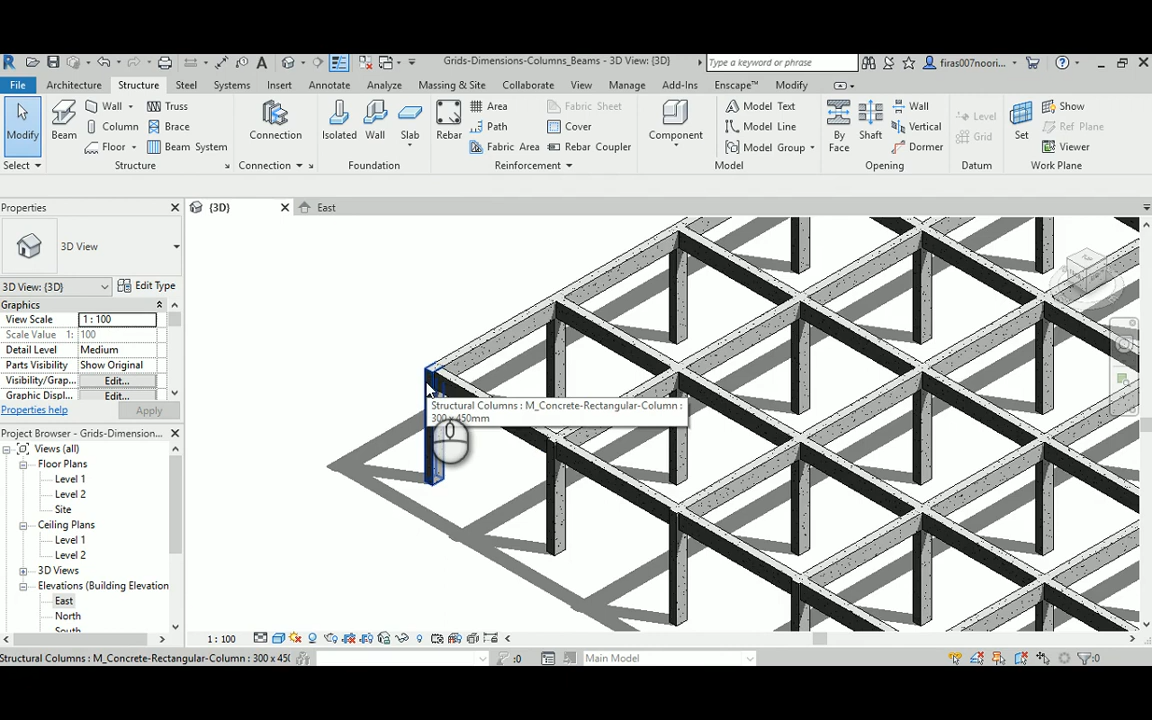 Grids-Dimensions-Columns_Beams - 3D View: {3D}
Type a keyword or phrase
firas007noori...
File
Architecture
Structure
Steel
Systems
Insert
Annotate
Analyze
Massing & Site
Collaborate
View
Manage
Add-Ins
Enscape™
Modify
Modify
Beam
Wall
Column
Floor
Truss
Brace
Beam System
Connection
Isolated
Wall
Slab
Rebar
Area
Path
Fabric Area
Fabric Sheet
Cover
Rebar Coupler
Component
Model Text
Model Line
Model Group
By
Face
Shaft
Wall
Vertical
Dormer
Level
Grid
Set
Show
Ref Plane
Viewer
Select
Structure
Connection
Foundation
Reinforcement
Model
Opening
Datum
Work Plane
Properties
{3D}
East
3D View
3D View: {3D}
Edit Type
Graphics
View Scale
1 : 100
Scale Value 1:
100
Detail Level
Medium
Parts Visibility
Show Original
Visibility/Grap...
Edit...
Graphic Displ...
Edit...
Properties help
Apply
Project Browser - Grids-Dimension...
Views (all)
Floor Plans
Level 1
Level 2
Site
Ceiling Plans
Level 1
Level 2
3D Views
Elevations (Building Elevation
East
North
South
Structural Columns : M_Concrete-Rectangular-Column :
300 x 450mm
1 : 100
Structural Columns : M_Concrete-Rectangular-Column : 300 x 450
:0
Main Model
:0